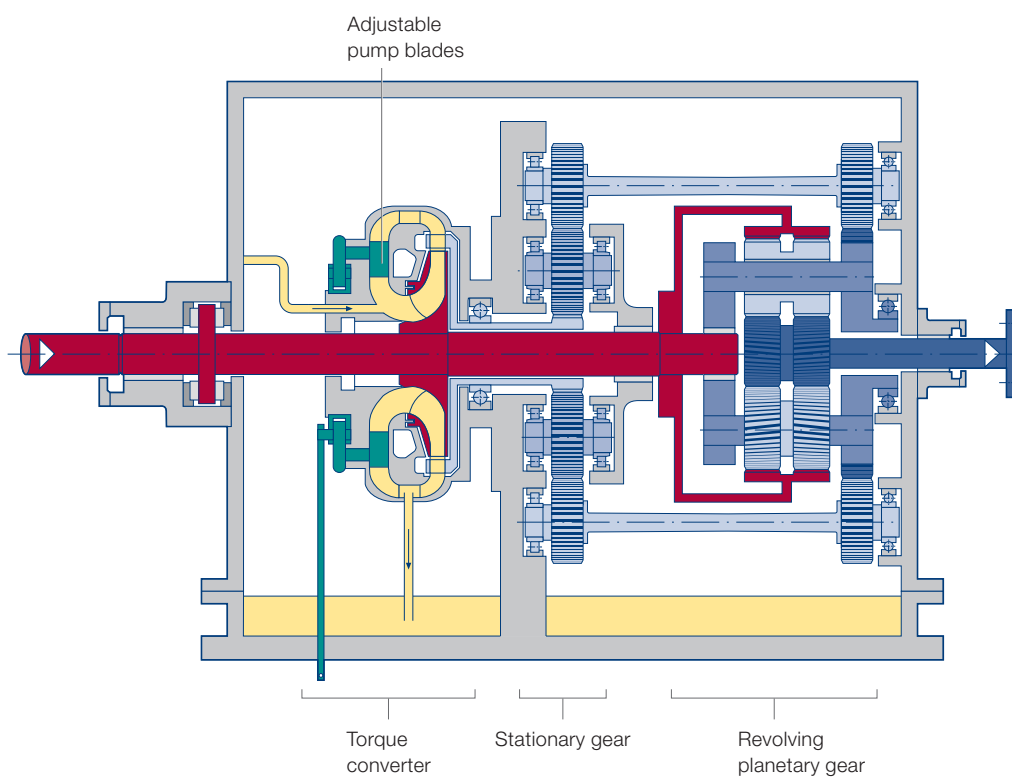 Adjustable
pump blades
Torque
converter
Stationary gear
Revolving
planetary gear